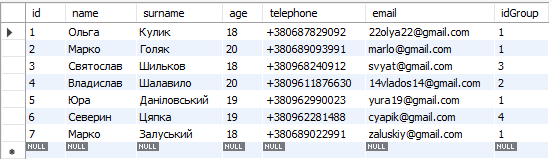 id name surname age telephone email idGroup
1 Ольга Кулик 18 +380687829092 22olya22@gmail.com 1
2 Марко Голяк 20 +380689093991 marlo@gmail.com 1
3 Святослав Шильков 18 +380968240912 svyat@gmail.com 3
4 Владислав Шалавило 20 +3809611876630 14vlados14@gmail.com 2
5 Юра Даніловський 19 +380962990023 yura19@gmail.com 1
6 Северин Цяпка 19 +380962281488 cyapik@gmail.com 4
7 Марко Залуський 18 +380689022991 zaluskiy@gmail.com 1
NULL NULL NULL NULL NULL NULL NULL